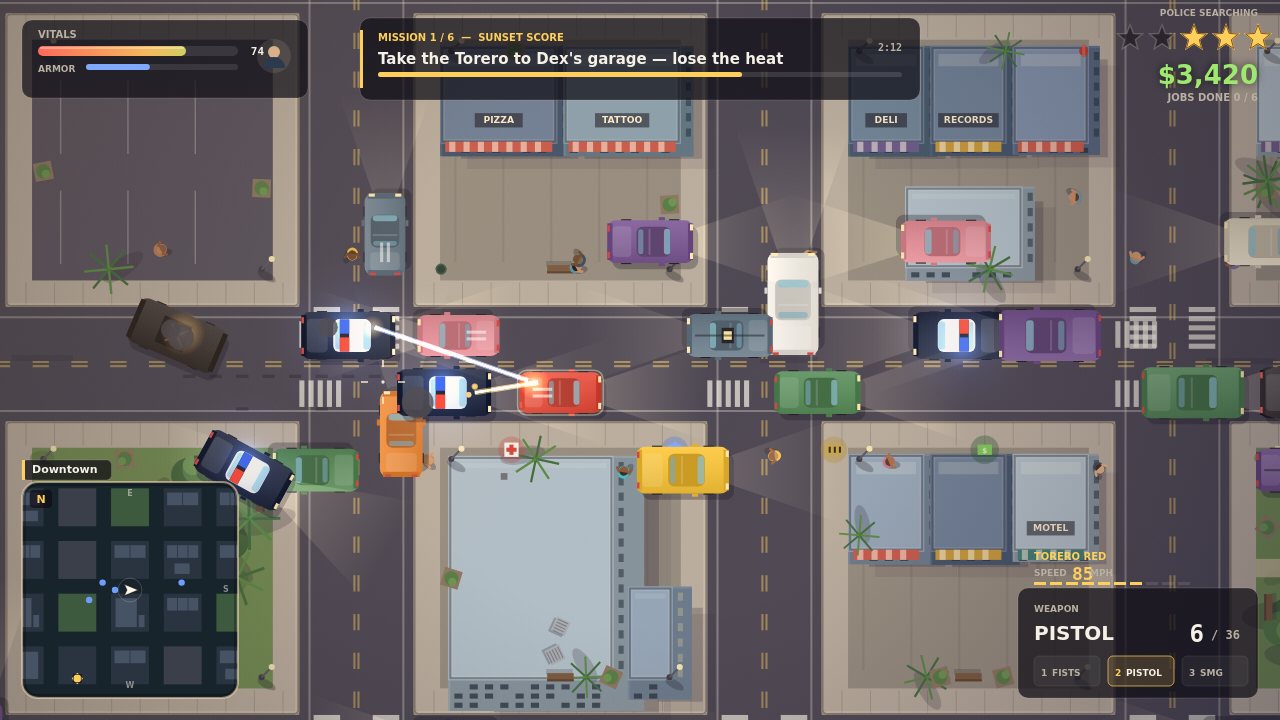 VITALS
74
ARMOR
MISSION 1 / 6 — SUNSET SCORE
2:12
Take the Torero to Dex's garage — lose the heat
POLICE SEARCHING
$3,420
JOBS DONE 0 / 6
PIZZA
TATTOO
DELI
RECORDS
$
MOTEL
Downtown
N
E
S
W
TORERO RED
SPEED 85 MPH
WEAPON
PISTOL
6 / 36
1 FISTS
2 PISTOL
3 SMG